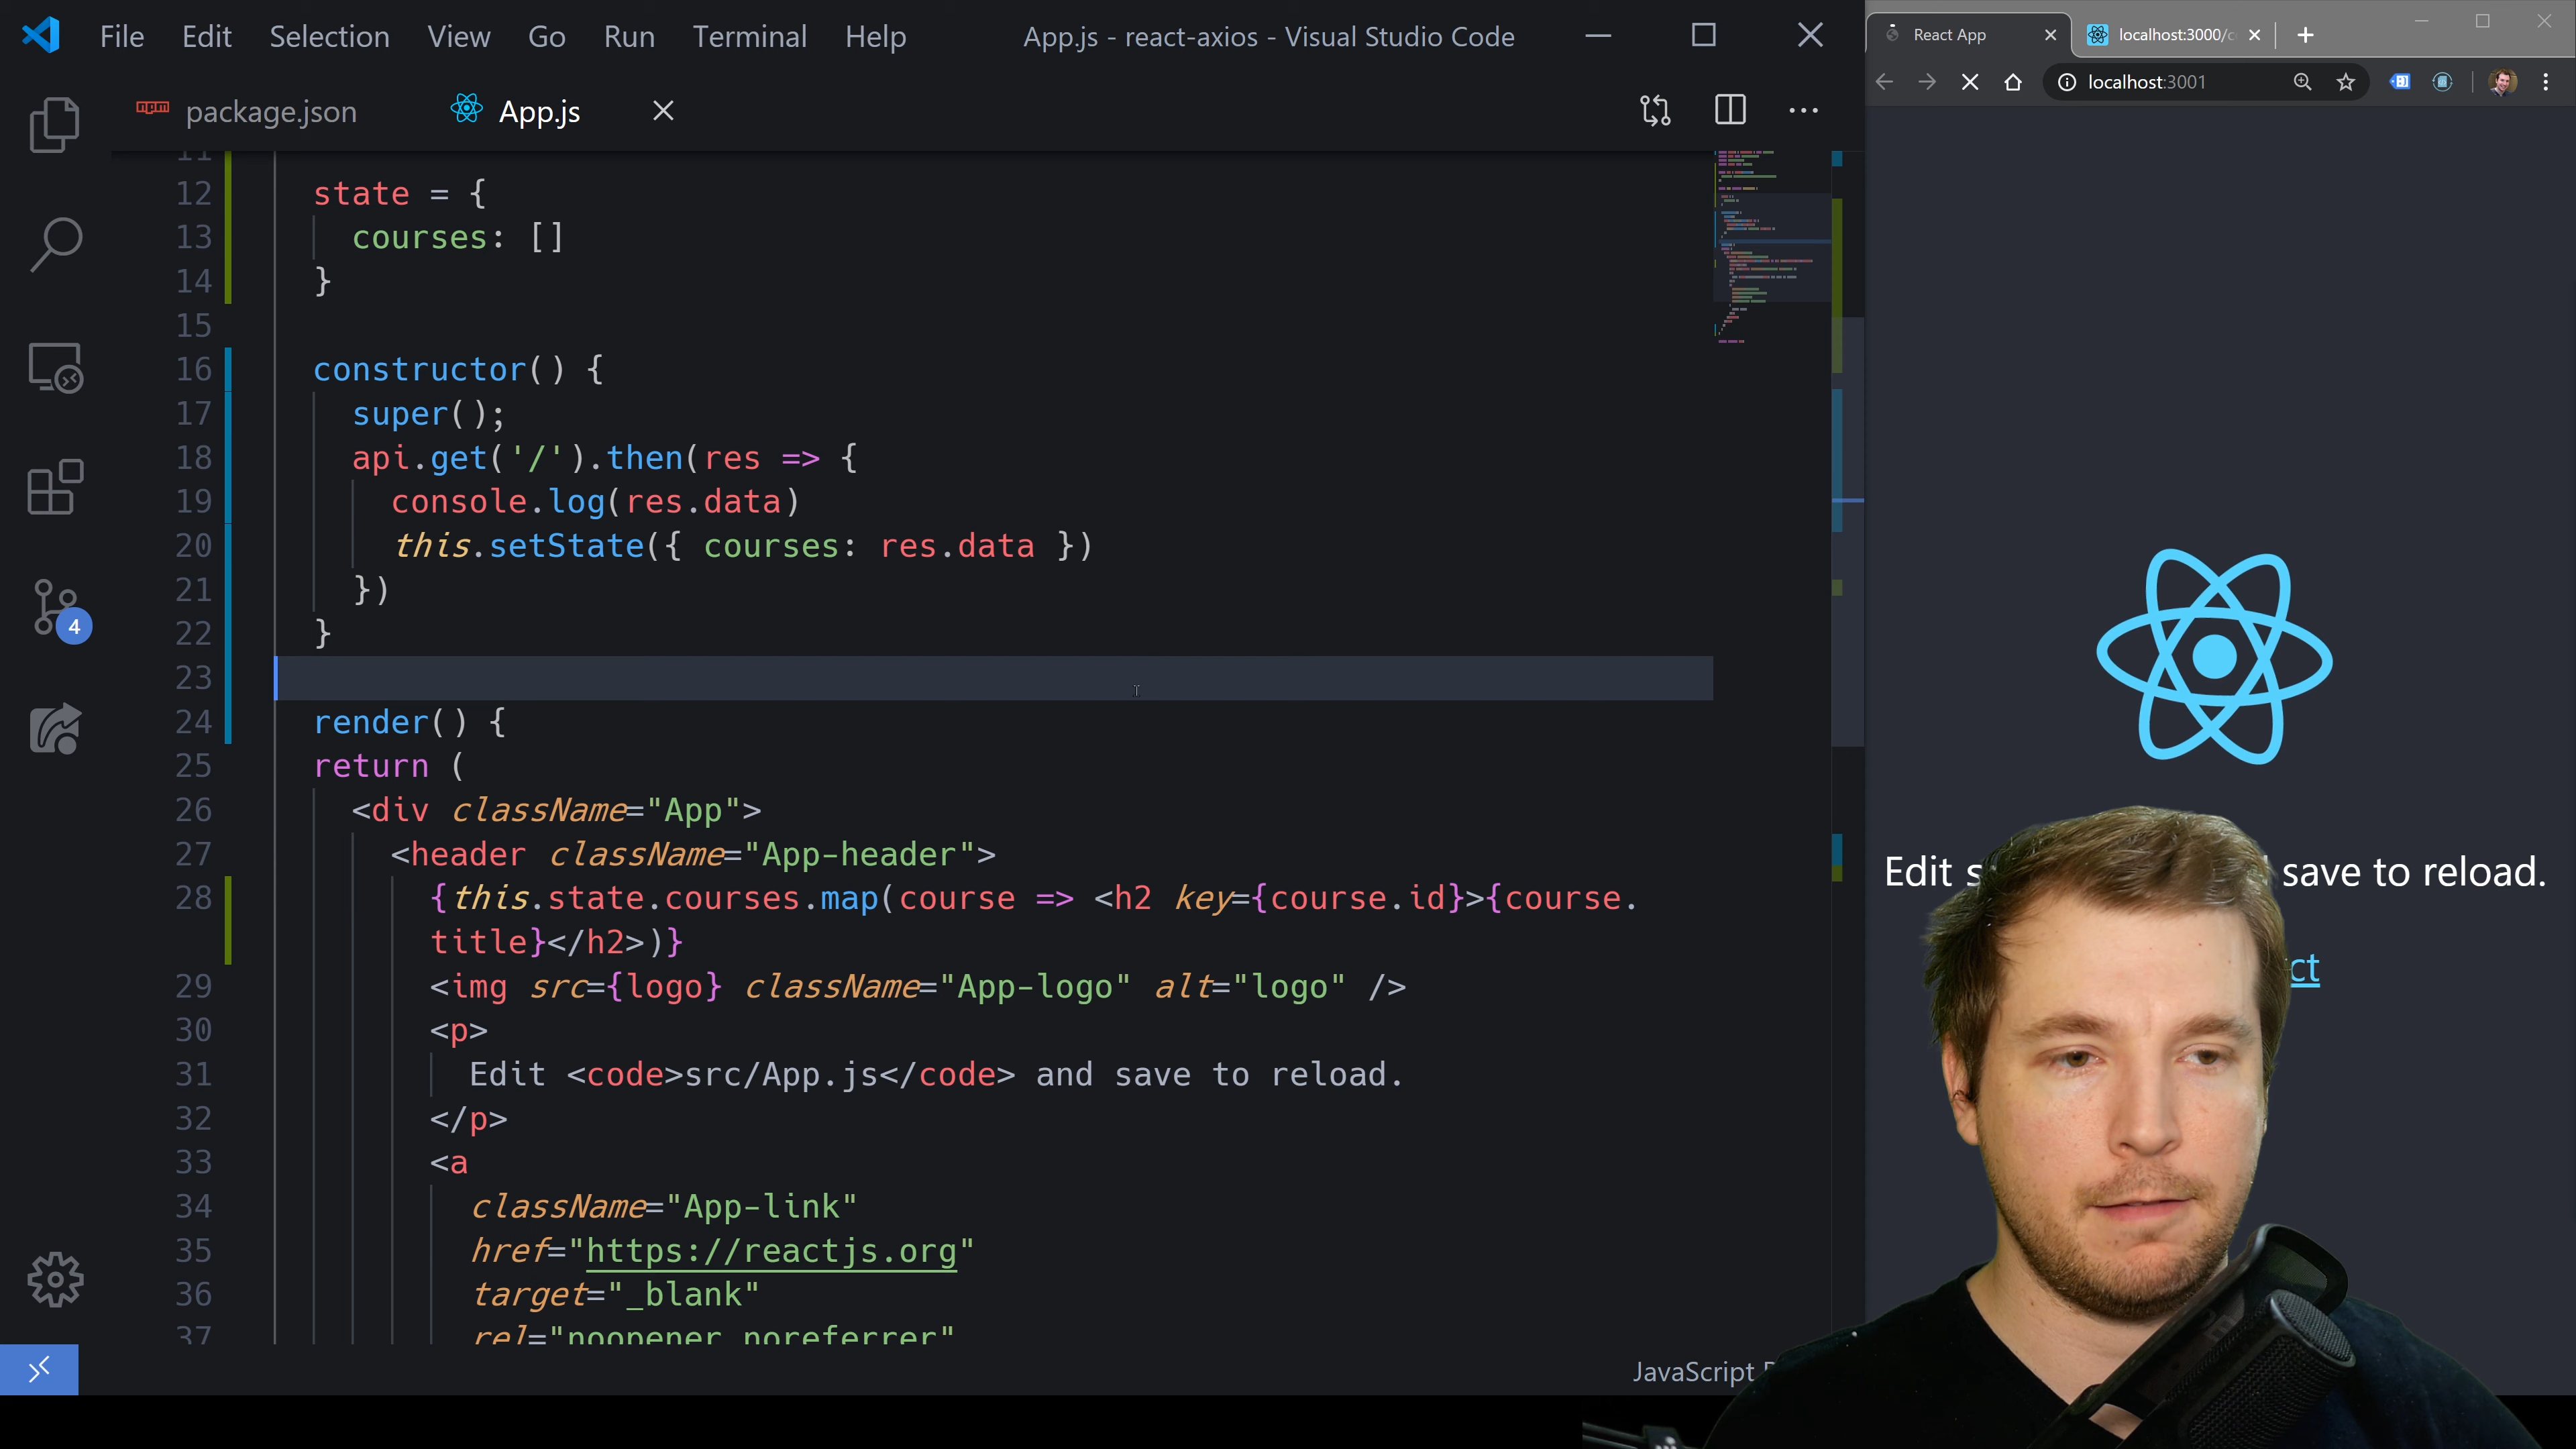 File Edit Selection View Go Run Terminal Help App.js - react-axios - Visual Studio Code
package.json App.js
11
12 state = {
13 courses: []
14 }
15
16 constructor() {
17 super();
18 api.get('/').then(res => {
19 console.log(res.data)
20 this.setState({ courses: res.data })
21 })
22 }
23
24 render() {
25 return (
26 <div className="App">
27 <header className="App-header">
28 {this.state.courses.map(course => <h2 key={course.id}>{course.
title}</h2>)}
29 <img src={logo} className="App-logo" alt="logo" />
30 <p>
31 Edit <code>src/App.js</code> and save to reload.
32 </p>
33 <a
34 className="App-link"
35 href="https://reactjs.org"
36 target="_blank"
37 rel="noopener noreferrer"
4
JavaScript
React App localhost:3000/c
localhost:3001
Edit save to reload.